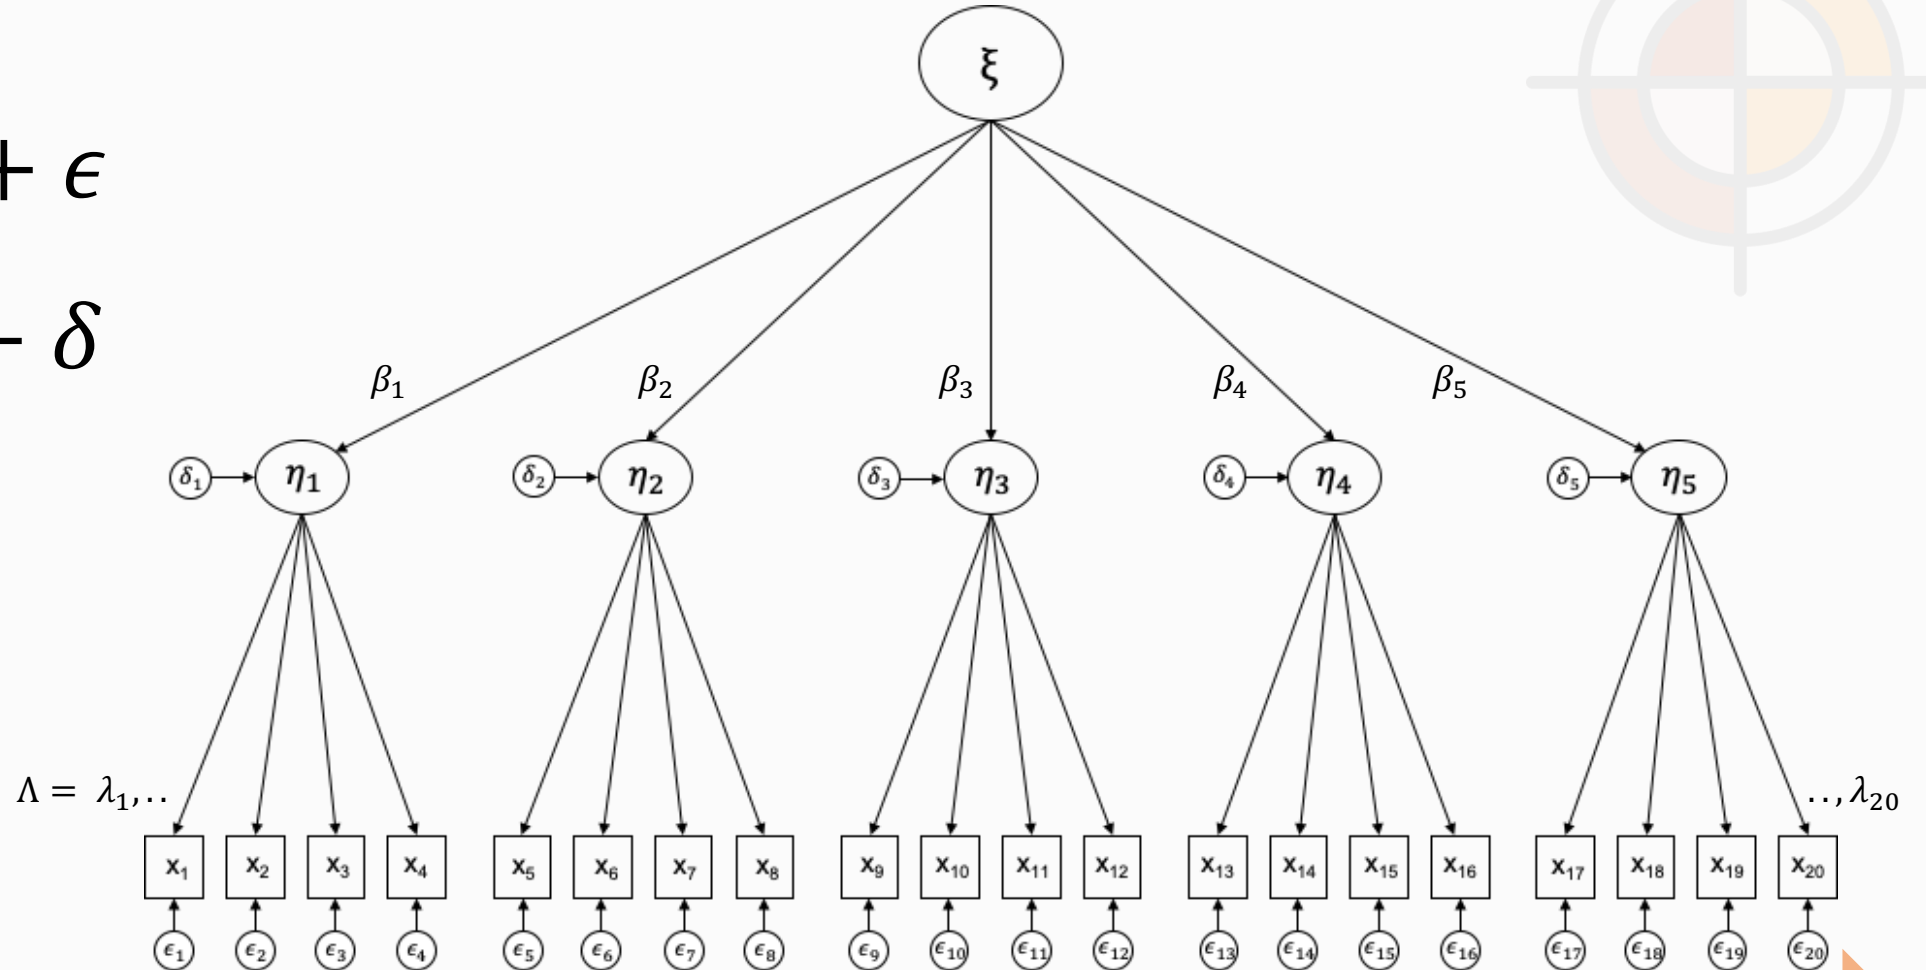 ξ
+ ϵ
- δ
β₁ β₂ β₃ β₄ β₅
δ₁ η₁ δ₂ η₂ δ₃ η₃ δ₄ η₄ δ₅ η₅
Λ = λ₁,.. ..,λ₂₀
x₁ x₂ x₃ x₄ x₅ x₆ x₇ x₈ x₉ x₁₀ x₁₁ x₁₂ x₁₃ x₁₄ x₁₅ x₁₆ x₁₇ x₁₈ x₁₉ x₂₀
ϵ₁ ϵ₂ ϵ₃ ϵ₄ ϵ₅ ϵ₆ ϵ₇ ϵ₈ ϵ₉ ϵ₁₀ ϵ₁₁ ϵ₁₂ ϵ₁₃ ϵ₁₄ ϵ₁₅ ϵ₁₆ ϵ₁₇ ϵ₁₈ ϵ₁₉ ϵ₂₀